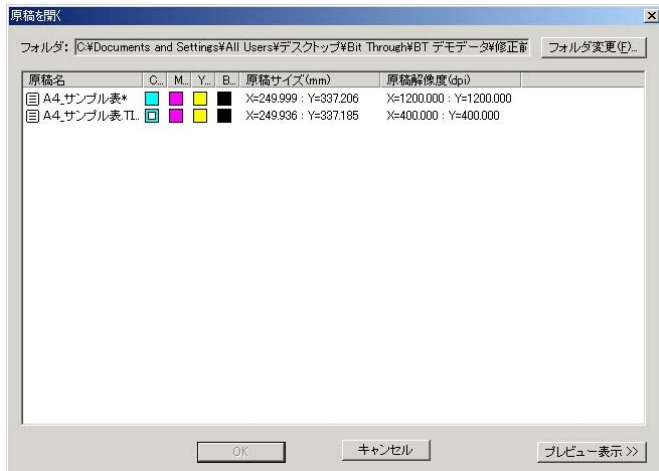 原稿を開く
フォルダ: C:¥Documents and Settings¥All Users¥デスクトップ¥Bit Through¥BT デモデータ¥修正前 フォルダ変更(F)...
原稿名 C... M... Y... B... 原稿サイズ(mm) 原稿解像度(dpi)
A4_サンプル表* X=249.999 : Y=337.206 X=1200.000 : Y=1200.000
A4_サンプル表.TI... X=249.936 : Y=337.185 X=400.000 : Y=400.000
OK キャンセル プレビュー表示 >>